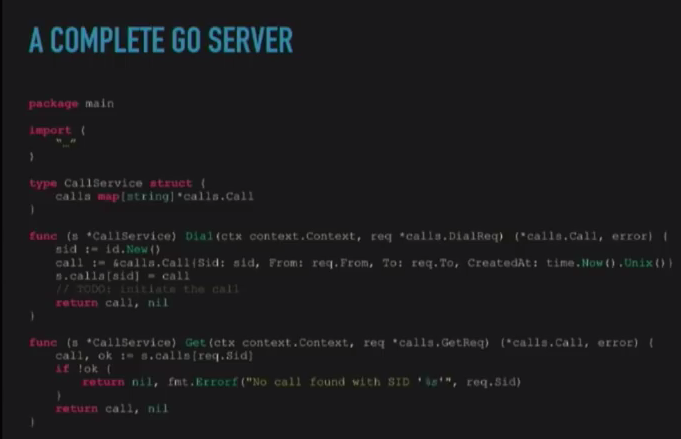 A COMPLETE GO SERVER
package main
import (
"…"
)
type CallService struct {
calls map[string]*calls.Call
}
func (s *CallService) Dial(ctx context.Context, req *calls.DialReq) (*calls.Call, error) {
sid := id.New()
call := &calls.Call{Sid: sid, From: req.From, To: req.To, CreatedAt: time.Now().Unix()}
s.calls[sid] = call
// TODO: initiate the call
return call, nil
}
func (s *CallService) Get(ctx context.Context, req *calls.GetReq) (*calls.Call, error) {
call, ok := s.calls[req.Sid]
if !ok {
return nil, fmt.Errorf("No call found with SID '%s'", req.Sid)
}
return call, nil
}